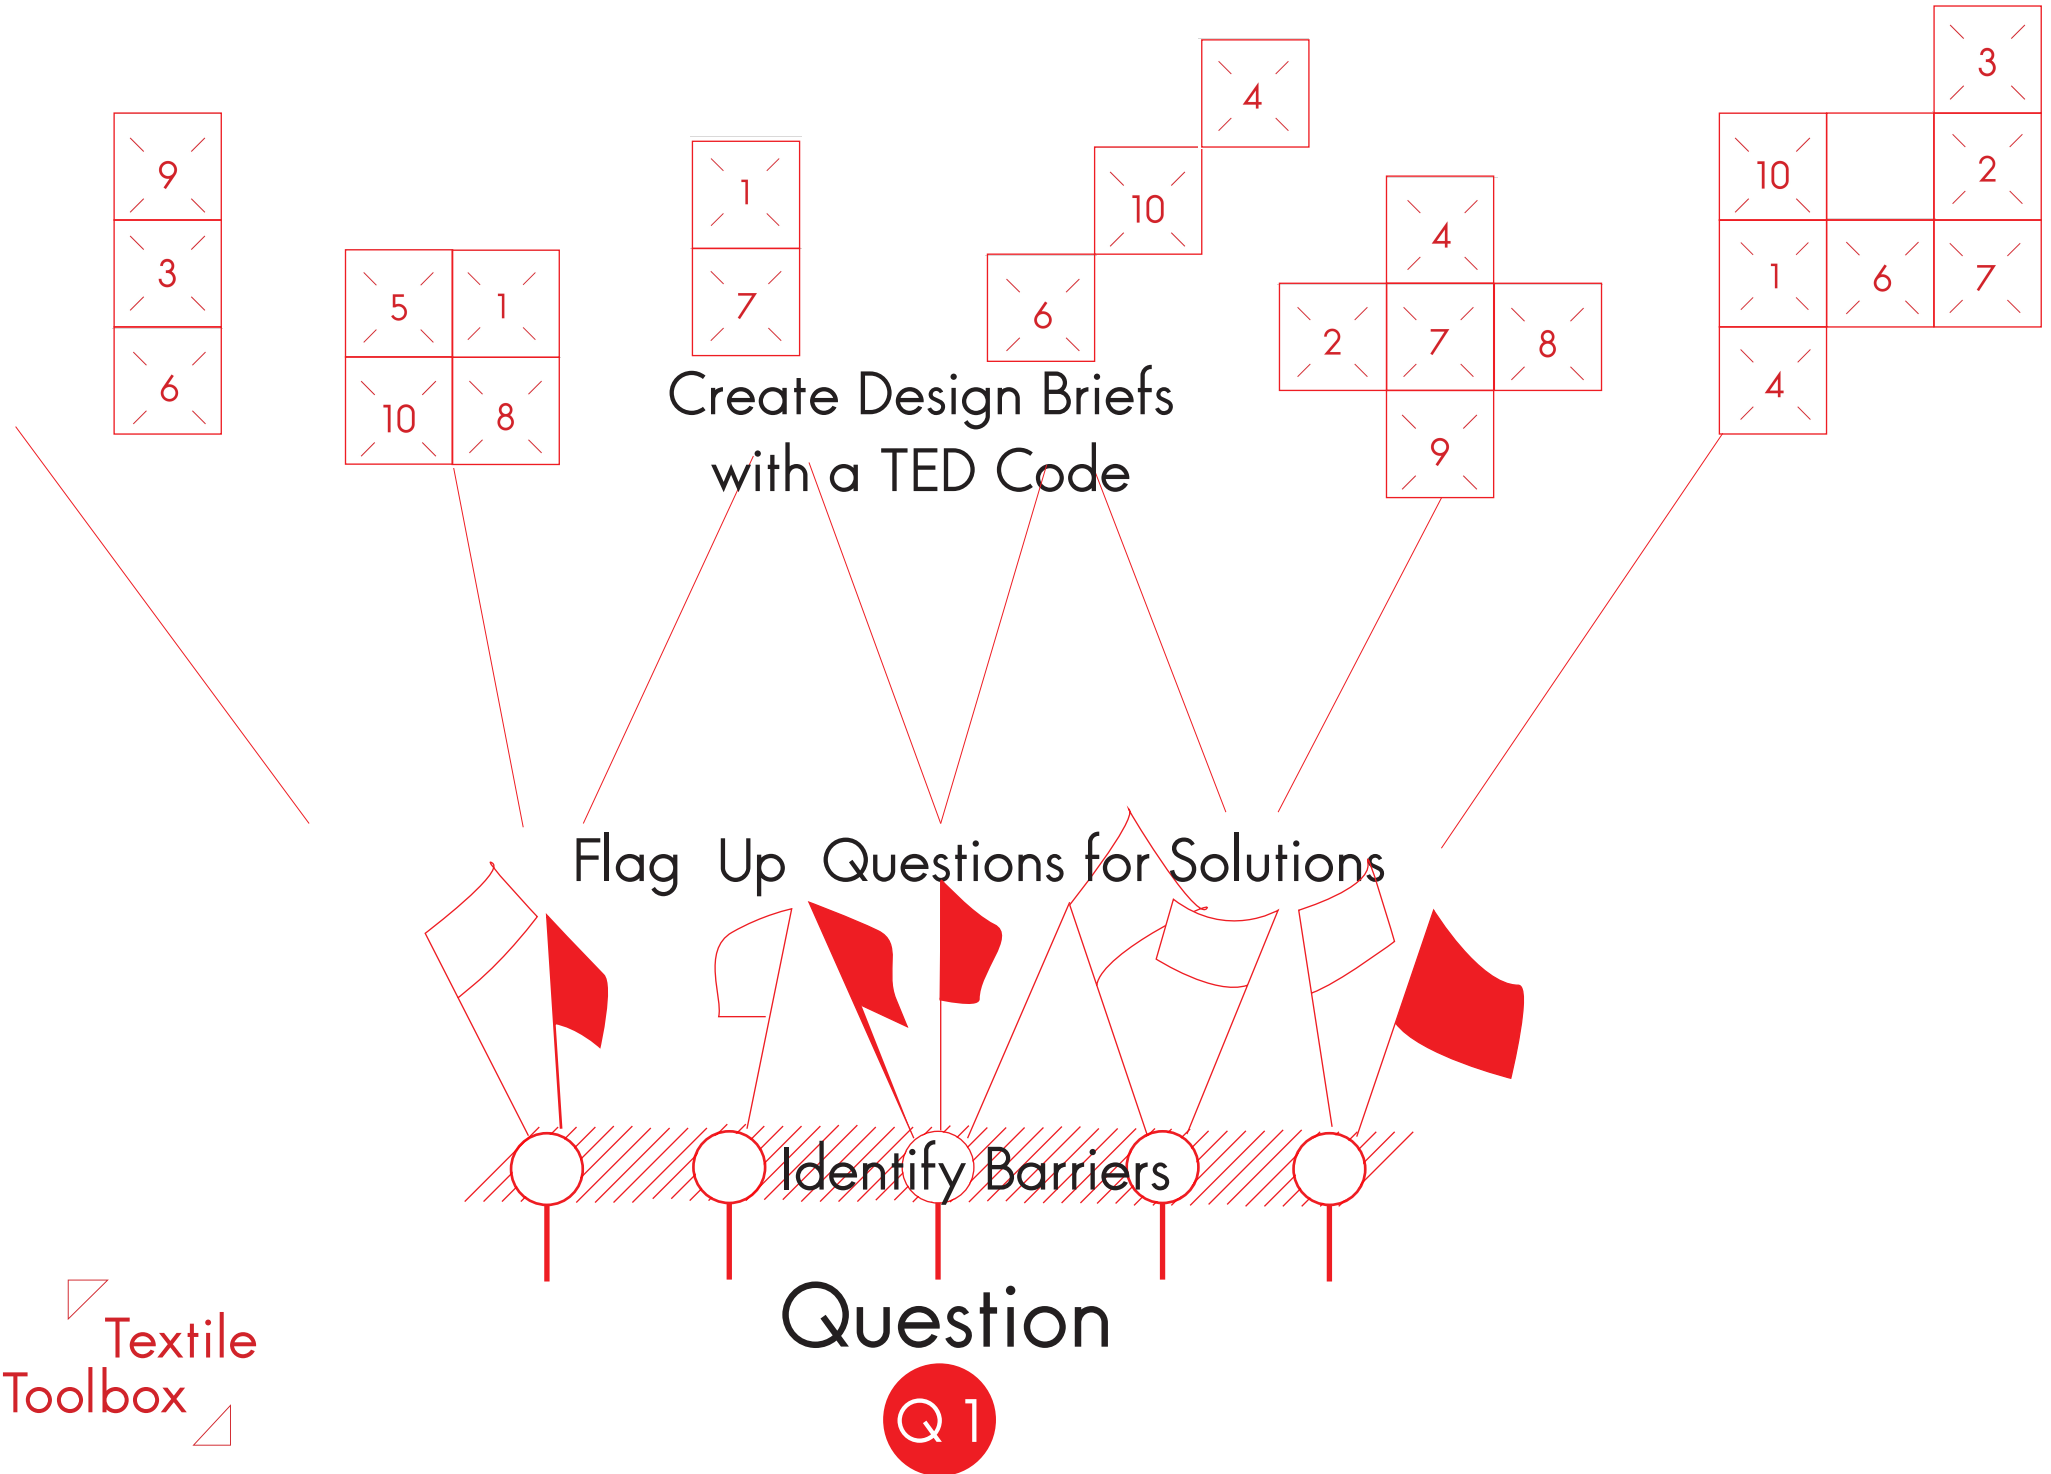 9
3
6
5 1
10 8
1
7
4
10
6
4
2 7 8
9
3
10 2
1 6 7
4
Create Design Briefs
with a TED Code
Flag Up Questions for Solutions
Identify Barriers
Question
Q 1
Textile
Toolbox